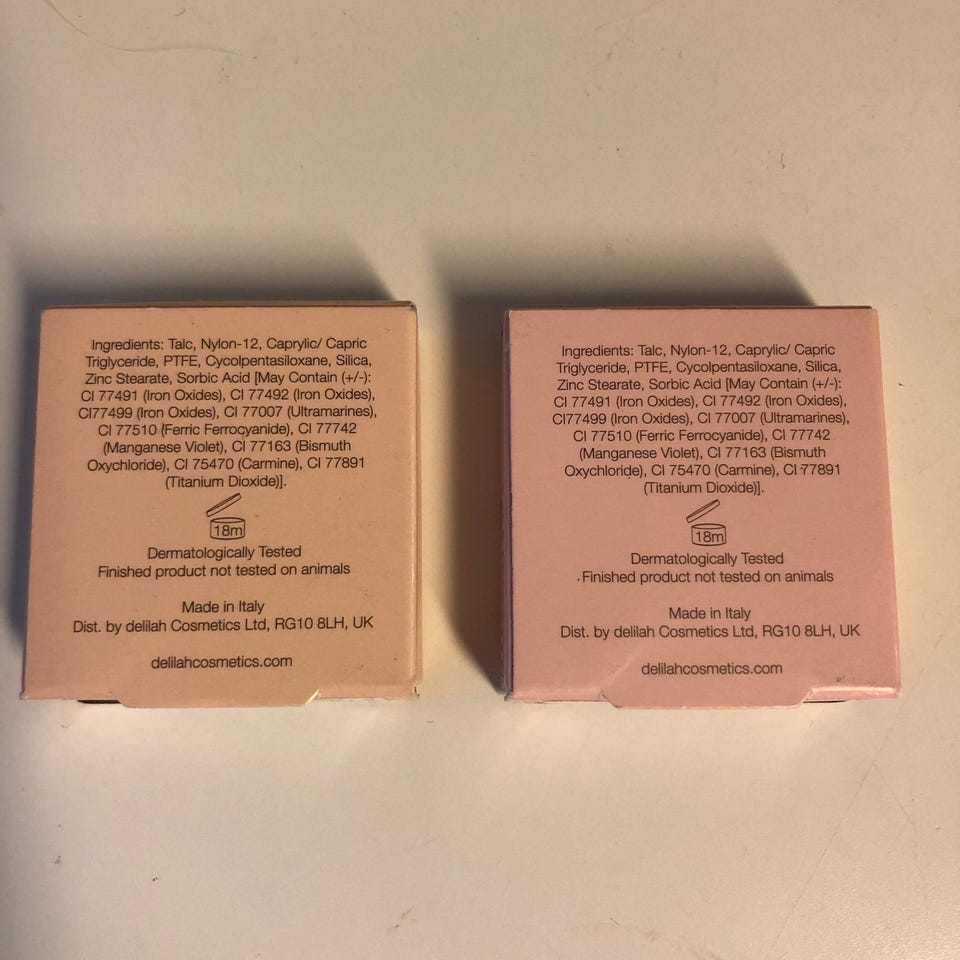 Ingredients: Talc, Nylon-12, Caprylic/ Capric
Triglyceride, PTFE, Cycolpentasiloxane, Silica,
Zinc Stearate, Sorbic Acid [May Contain (+/-):
CI 77491 (Iron Oxides), CI 77492 (Iron Oxides),
CI77499 (Iron Oxides), CI 77007 (Ultramarines),
CI 77510 (Ferric Ferrocyanide), CI 77742
(Manganese Violet), CI 77163 (Bismuth
Oxychloride), CI 75470 (Carmine), CI 77891
(Titanium Dioxide)].
18m
Dermatologically Tested
Finished product not tested on animals
Made in Italy
Dist. by delilah Cosmetics Ltd, RG10 8LH, UK
delilahcosmetics.com
Ingredients: Talc, Nylon-12, Caprylic/ Capric
Triglyceride, PTFE, Cycolpentasiloxane, Silica,
Zinc Stearate, Sorbic Acid [May Contain (+/-):
CI 77491 (Iron Oxides), CI 77492 (Iron Oxides),
CI77499 (Iron Oxides), CI 77007 (Ultramarines),
CI 77510 (Ferric Ferrocyanide), CI 77742
(Manganese Violet), CI 77163 (Bismuth
Oxychloride), CI 75470 (Carmine), CI 77891
(Titanium Dioxide)].
18m
Dermatologically Tested
Finished product not tested on animals
Made in Italy
Dist. by delilah Cosmetics Ltd, RG10 8LH, UK
delilahcosmetics.com